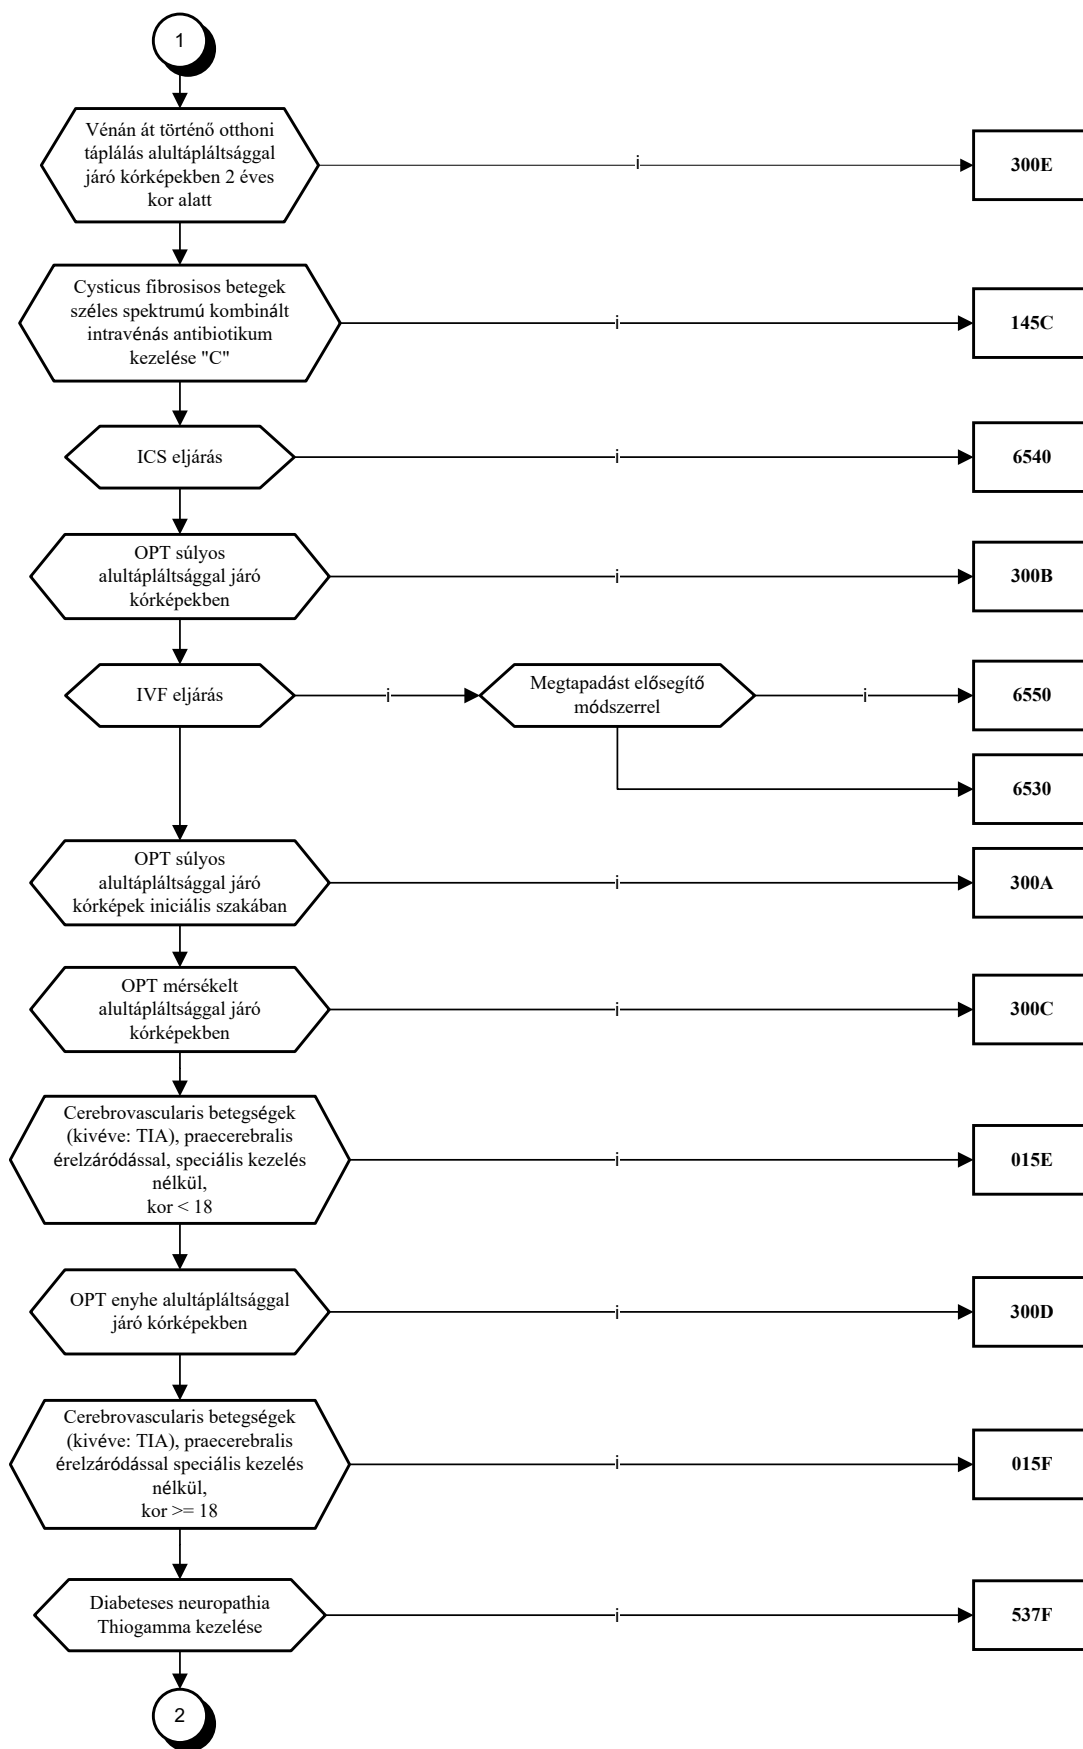 1
Vénán át történő otthoni
táplálás alultápláltsággal
járó kórképekben 2 éves
kor alatt
i
300E
Cysticus fibrosisos betegek
széles spektrumú kombinált
intravénás antibiotikum
kezelése "C"
i
145C
ICS eljárás
i
6540
OPT súlyos
alultápláltsággal járó
kórképekben
i
300B
IVF eljárás
i
Megtapadást elősegítő
módszerrel
i
6550
6530
OPT súlyos
alultápláltsággal járó
kórképek iniciális szakában
i
300A
OPT mérsékelt
alultápláltsággal járó
kórképekben
i
300C
Cerebrovascularis betegségek
(kivéve: TIA), praecerebralis
érelzáródással, speciális kezelés
nélkül,
kor < 18
i
015E
OPT enyhe alultápláltsággal
járó kórképekben
i
300D
Cerebrovascularis betegségek
(kivéve: TIA), praecerebralis
érelzáródással speciális kezelés
nélkül,
kor >= 18
i
015F
Diabeteses neuropathia
Thiogamma kezelése
i
537F
2